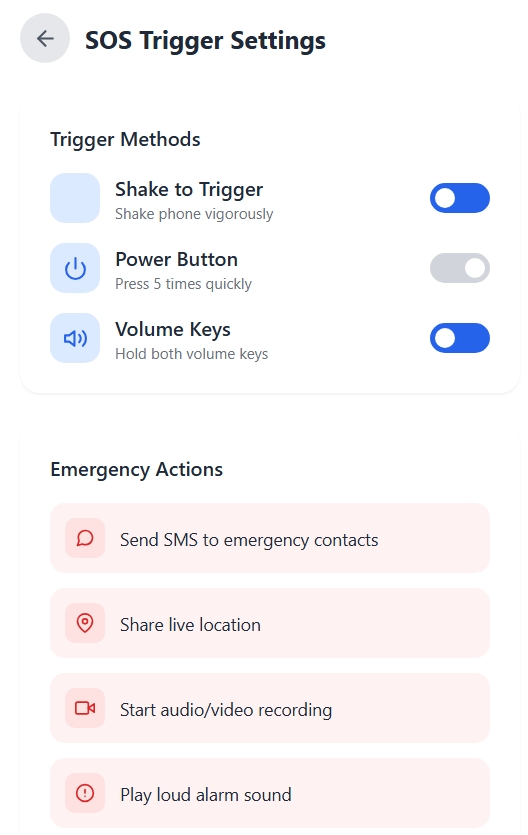 SOS Trigger Settings
Trigger Methods
Shake to Trigger
Shake phone vigorously
Power Button
Press 5 times quickly
Volume Keys
Hold both volume keys
Emergency Actions
Send SMS to emergency contacts
Share live location
Start audio/video recording
Play loud alarm sound